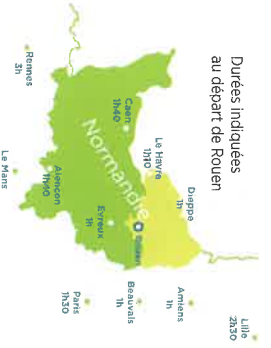 Durées indiquées
au départ de Rouen
Lille
2h30
Amiens
1h
Dieppe
1h
Le Havre
1h10
Rouen
Beauvais
1h
Caen
1h40
Normandie
Evreux
1h
Paris
1h30
Alençon
1h40
Rennes
3h
Le Mans